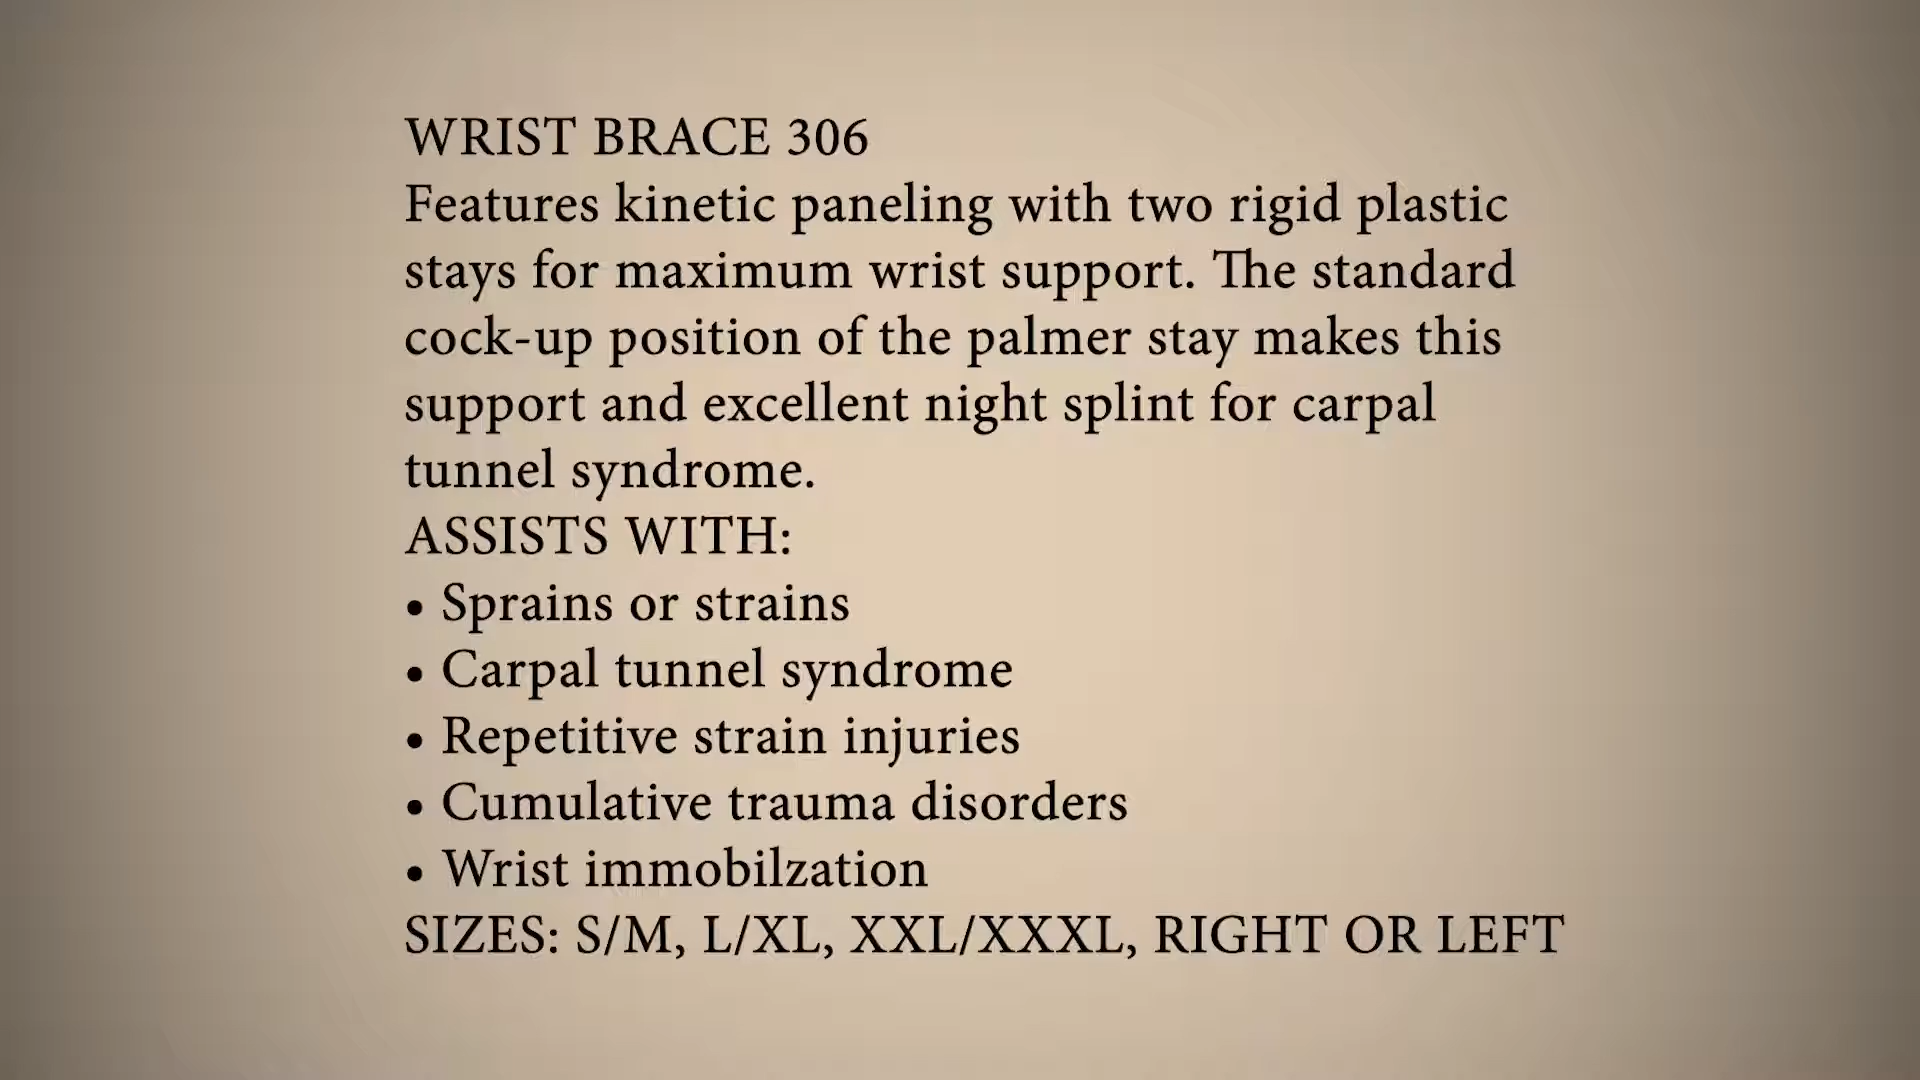 WRIST BRACE 306
Features kinetic paneling with two rigid plastic
stays for maximum wrist support. The standard
cock-up position of the palmer stay makes this
support and excellent night splint for carpal
tunnel syndrome.
ASSISTS WITH:
• Sprains or strains
• Carpal tunnel syndrome
• Repetitive strain injuries
• Cumulative trauma disorders
• Wrist immobilzation
SIZES: S/M, L/XL, XXL/XXXL, RIGHT OR LEFT